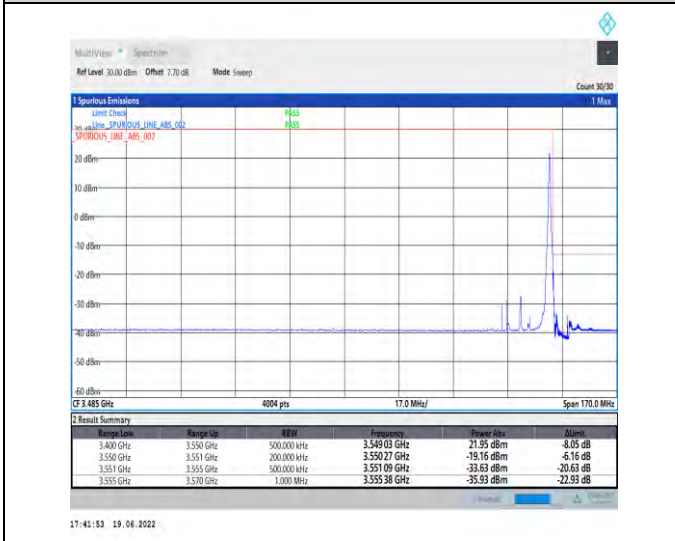 MultiView Spectrum
Ref Level 30.00 dBm Offset 7.70 dB Mode Sweep
Count 30/30
1 Spurious Emissions 1 Max
Limit Check PASS
Line _SPURIOUS_LINE_ABS_002 PASS
_SPURIOUS_LINE_ABS_002
20 dBm
10 dBm
0 dBm
-10 dBm
-20 dBm
-30 dBm
-40 dBm
-50 dBm
-60 dBm
CF 3.485 GHz 4004 pts 17.0 MHz/ Span 170.0 MHz
2 Result Summary
Range Low Range Up RBW Frequency Power Abs ΔLimit
3.400 GHz 3.550 GHz 500.000 kHz 3.549 03 GHz 21.95 dBm -8.05 dB
3.550 GHz 3.551 GHz 200.000 kHz 3.550 27 GHz -19.16 dBm -6.16 dB
3.551 GHz 3.555 GHz 500.000 kHz 3.551 09 GHz -33.63 dBm -20.63 dB
3.555 GHz 3.570 GHz 1.000 MHz 3.555 38 GHz -35.93 dBm -22.93 dB
17:41:53 19.06.2022